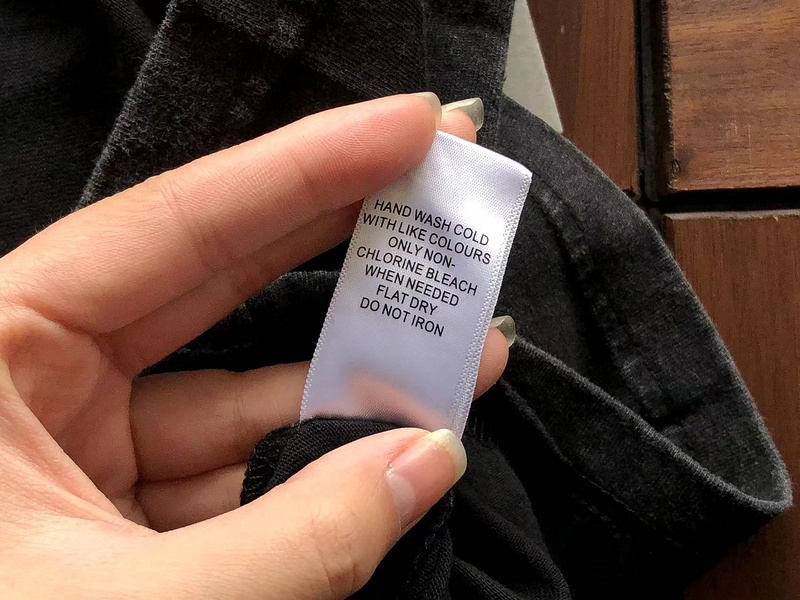 HAND WASH COLD
WITH LIKE COLOURS
ONLY NON-
CHLORINE BLEACH
WHEN NEEDED
FLAT DRY
DO NOT IRON